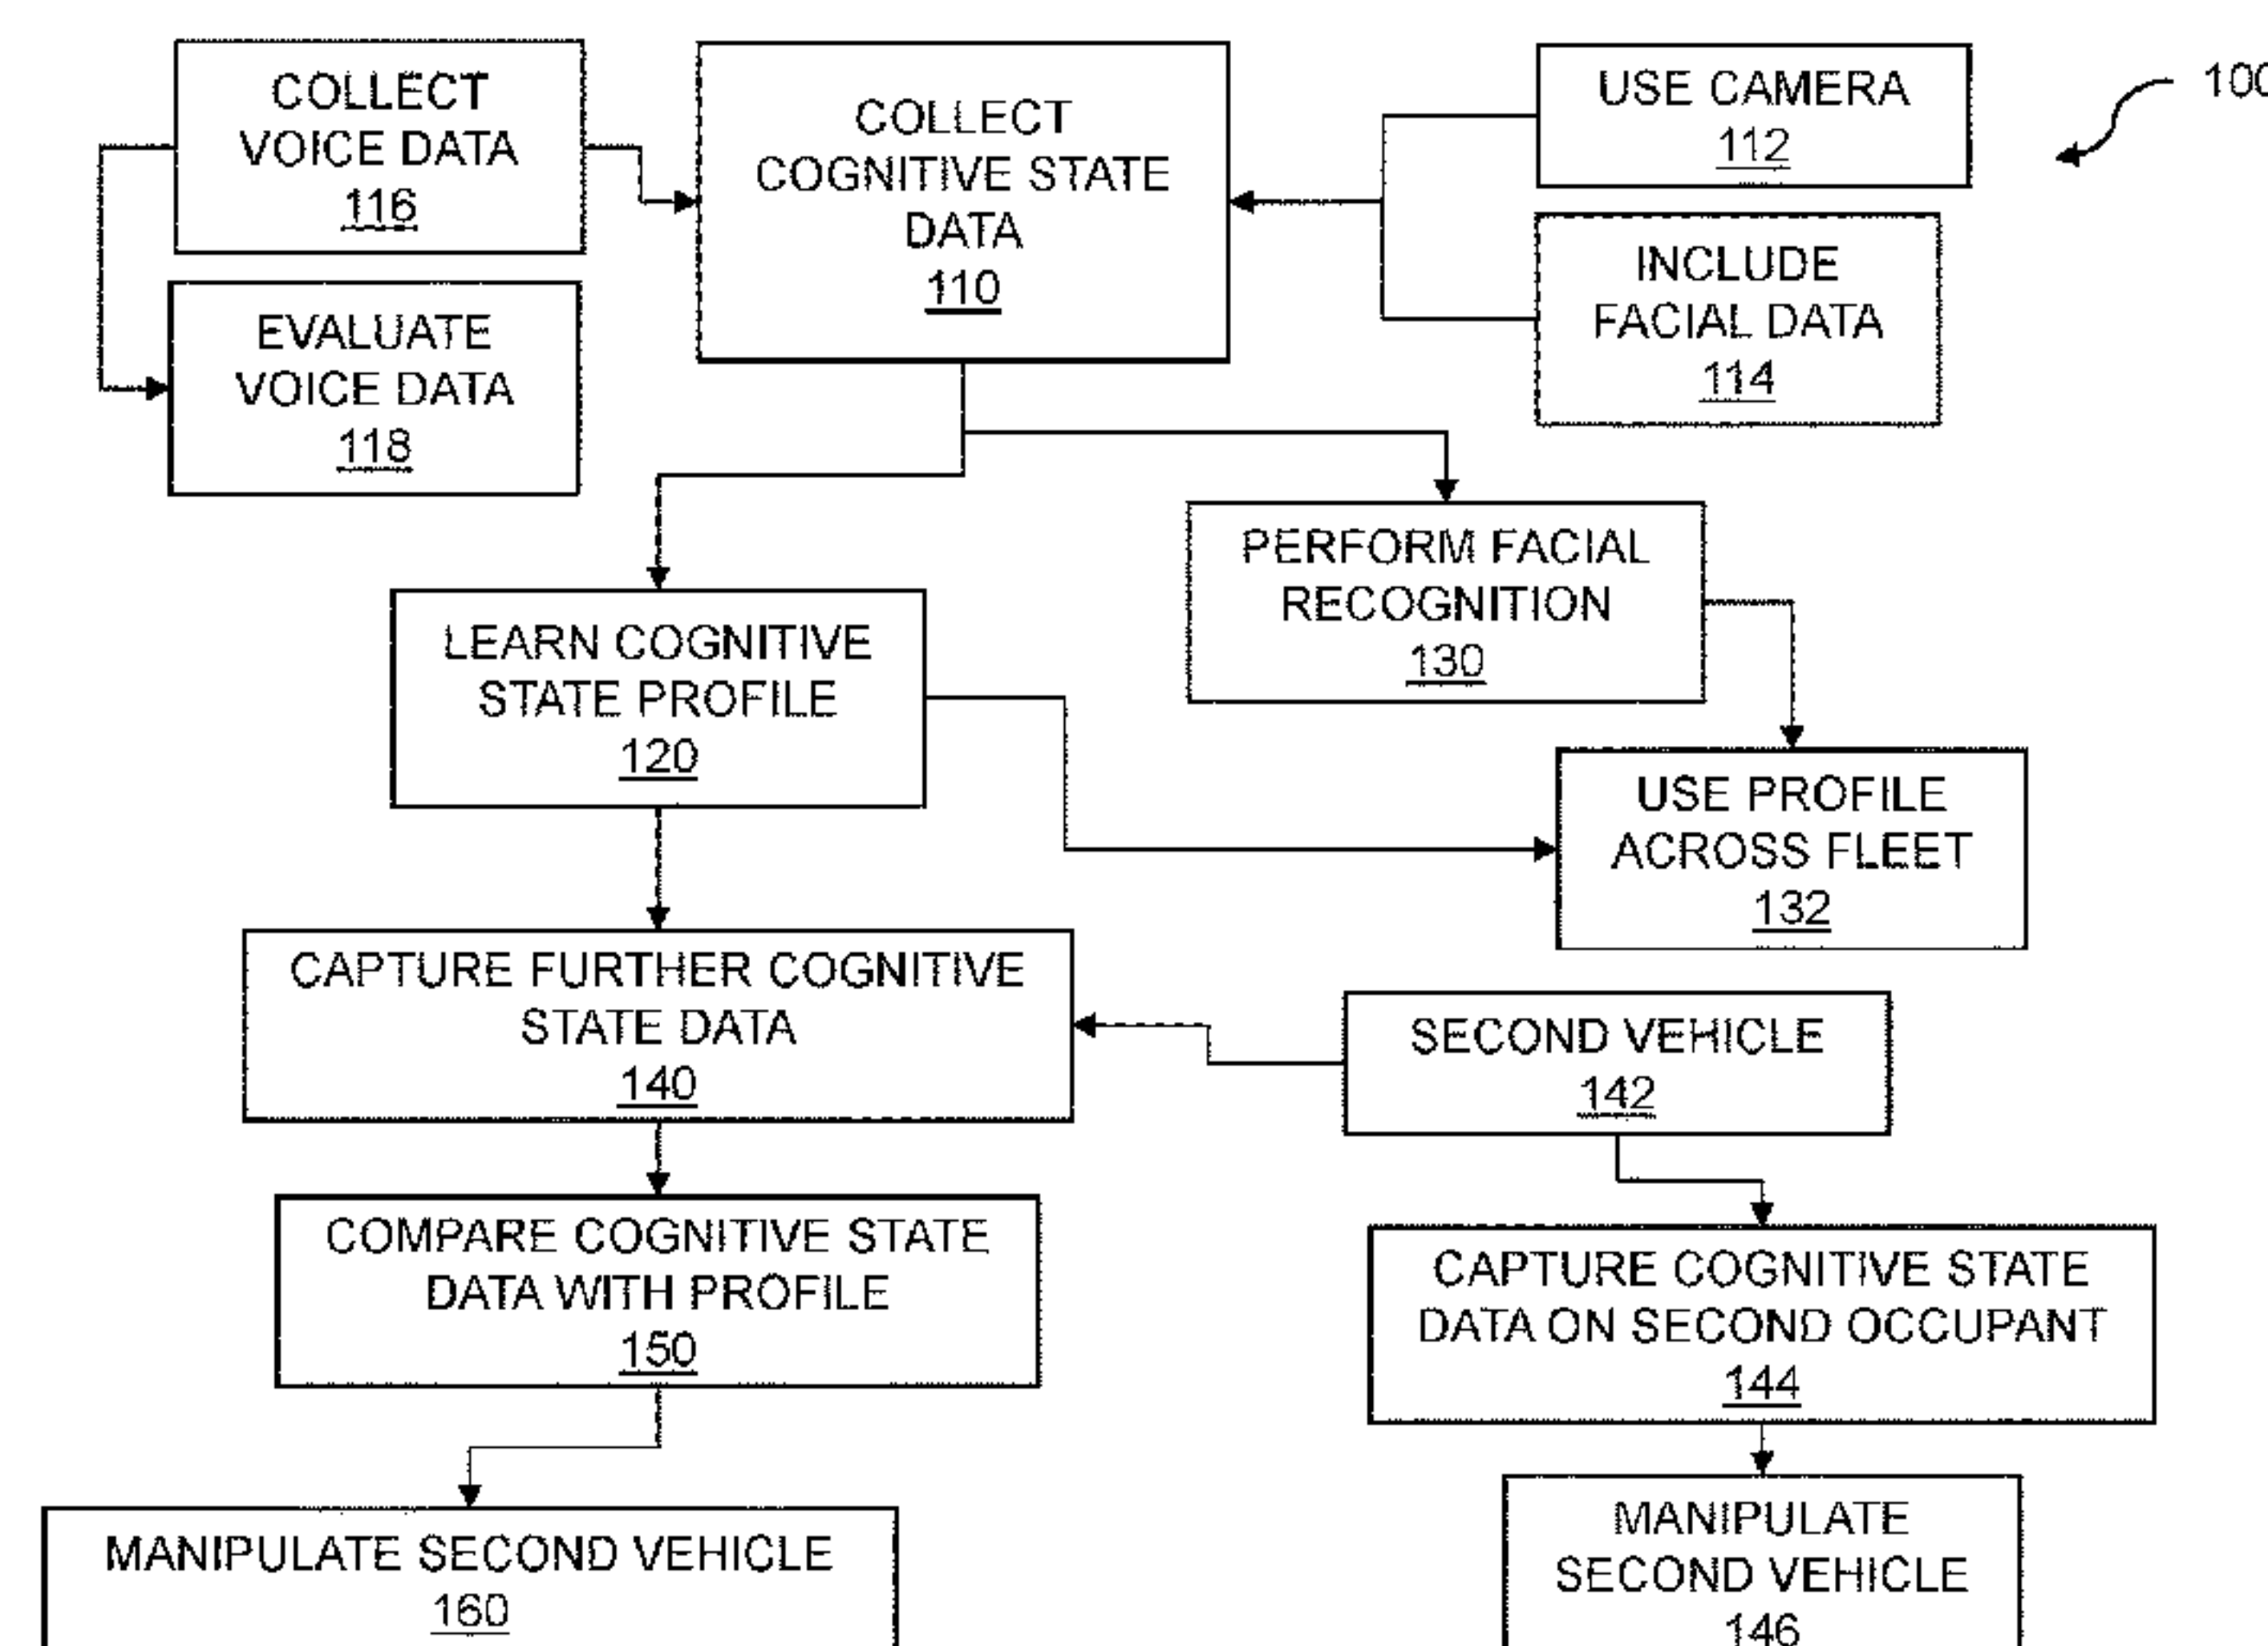 COLLECT
VOICE DATA
116
COLLECT
COGNITIVE STATE
DATA
110
USE CAMERA
112
100
INCLUDE
FACIAL DATA
114
EVALUATE
VOICE DATA
118
PERFORM FACIAL
RECOGNITION
130
LEARN COGNITIVE
STATE PROFILE
120
USE PROFILE
ACROSS FLEET
132
CAPTURE FURTHER COGNITIVE
STATE DATA
140
SECOND VEHICLE
142
COMPARE COGNITIVE STATE
DATA WITH PROFILE
150
CAPTURE COGNITIVE STATE
DATA ON SECOND OCCUPANT
144
MANIPULATE SECOND VEHICLE
160
MANIPULATE
SECOND VEHICLE
146